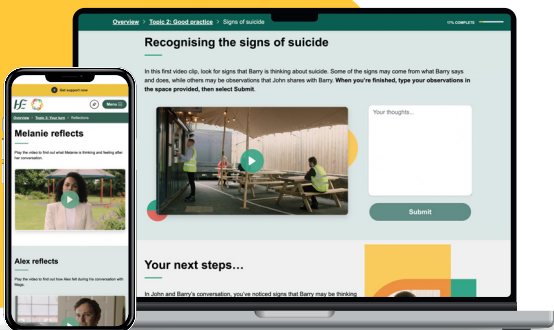 Overview > Topic 2: Good practice > Signs of suicide
17% COMPLETE
Recognising the signs of suicide
In this first video clip, look for signs that Barry is thinking about suicide. Some of the signs may come from what Barry says
and does, while others may be observations that John shares with Barry. When you're finished, type your observations in
the space provided, then select Submit.
Your thoughts...
Submit
Your next steps...
In John and Barry's conversation, you've noticed signs that Barry may be thinking
Get support now
Menu
Overview > Topic 3: Your turn > Reflections
Melanie reflects
Play the video to find out what Melanie is thinking and feeling after
her conversation.
Alex reflects
Play the video to find out how Alex felt during his conversation with